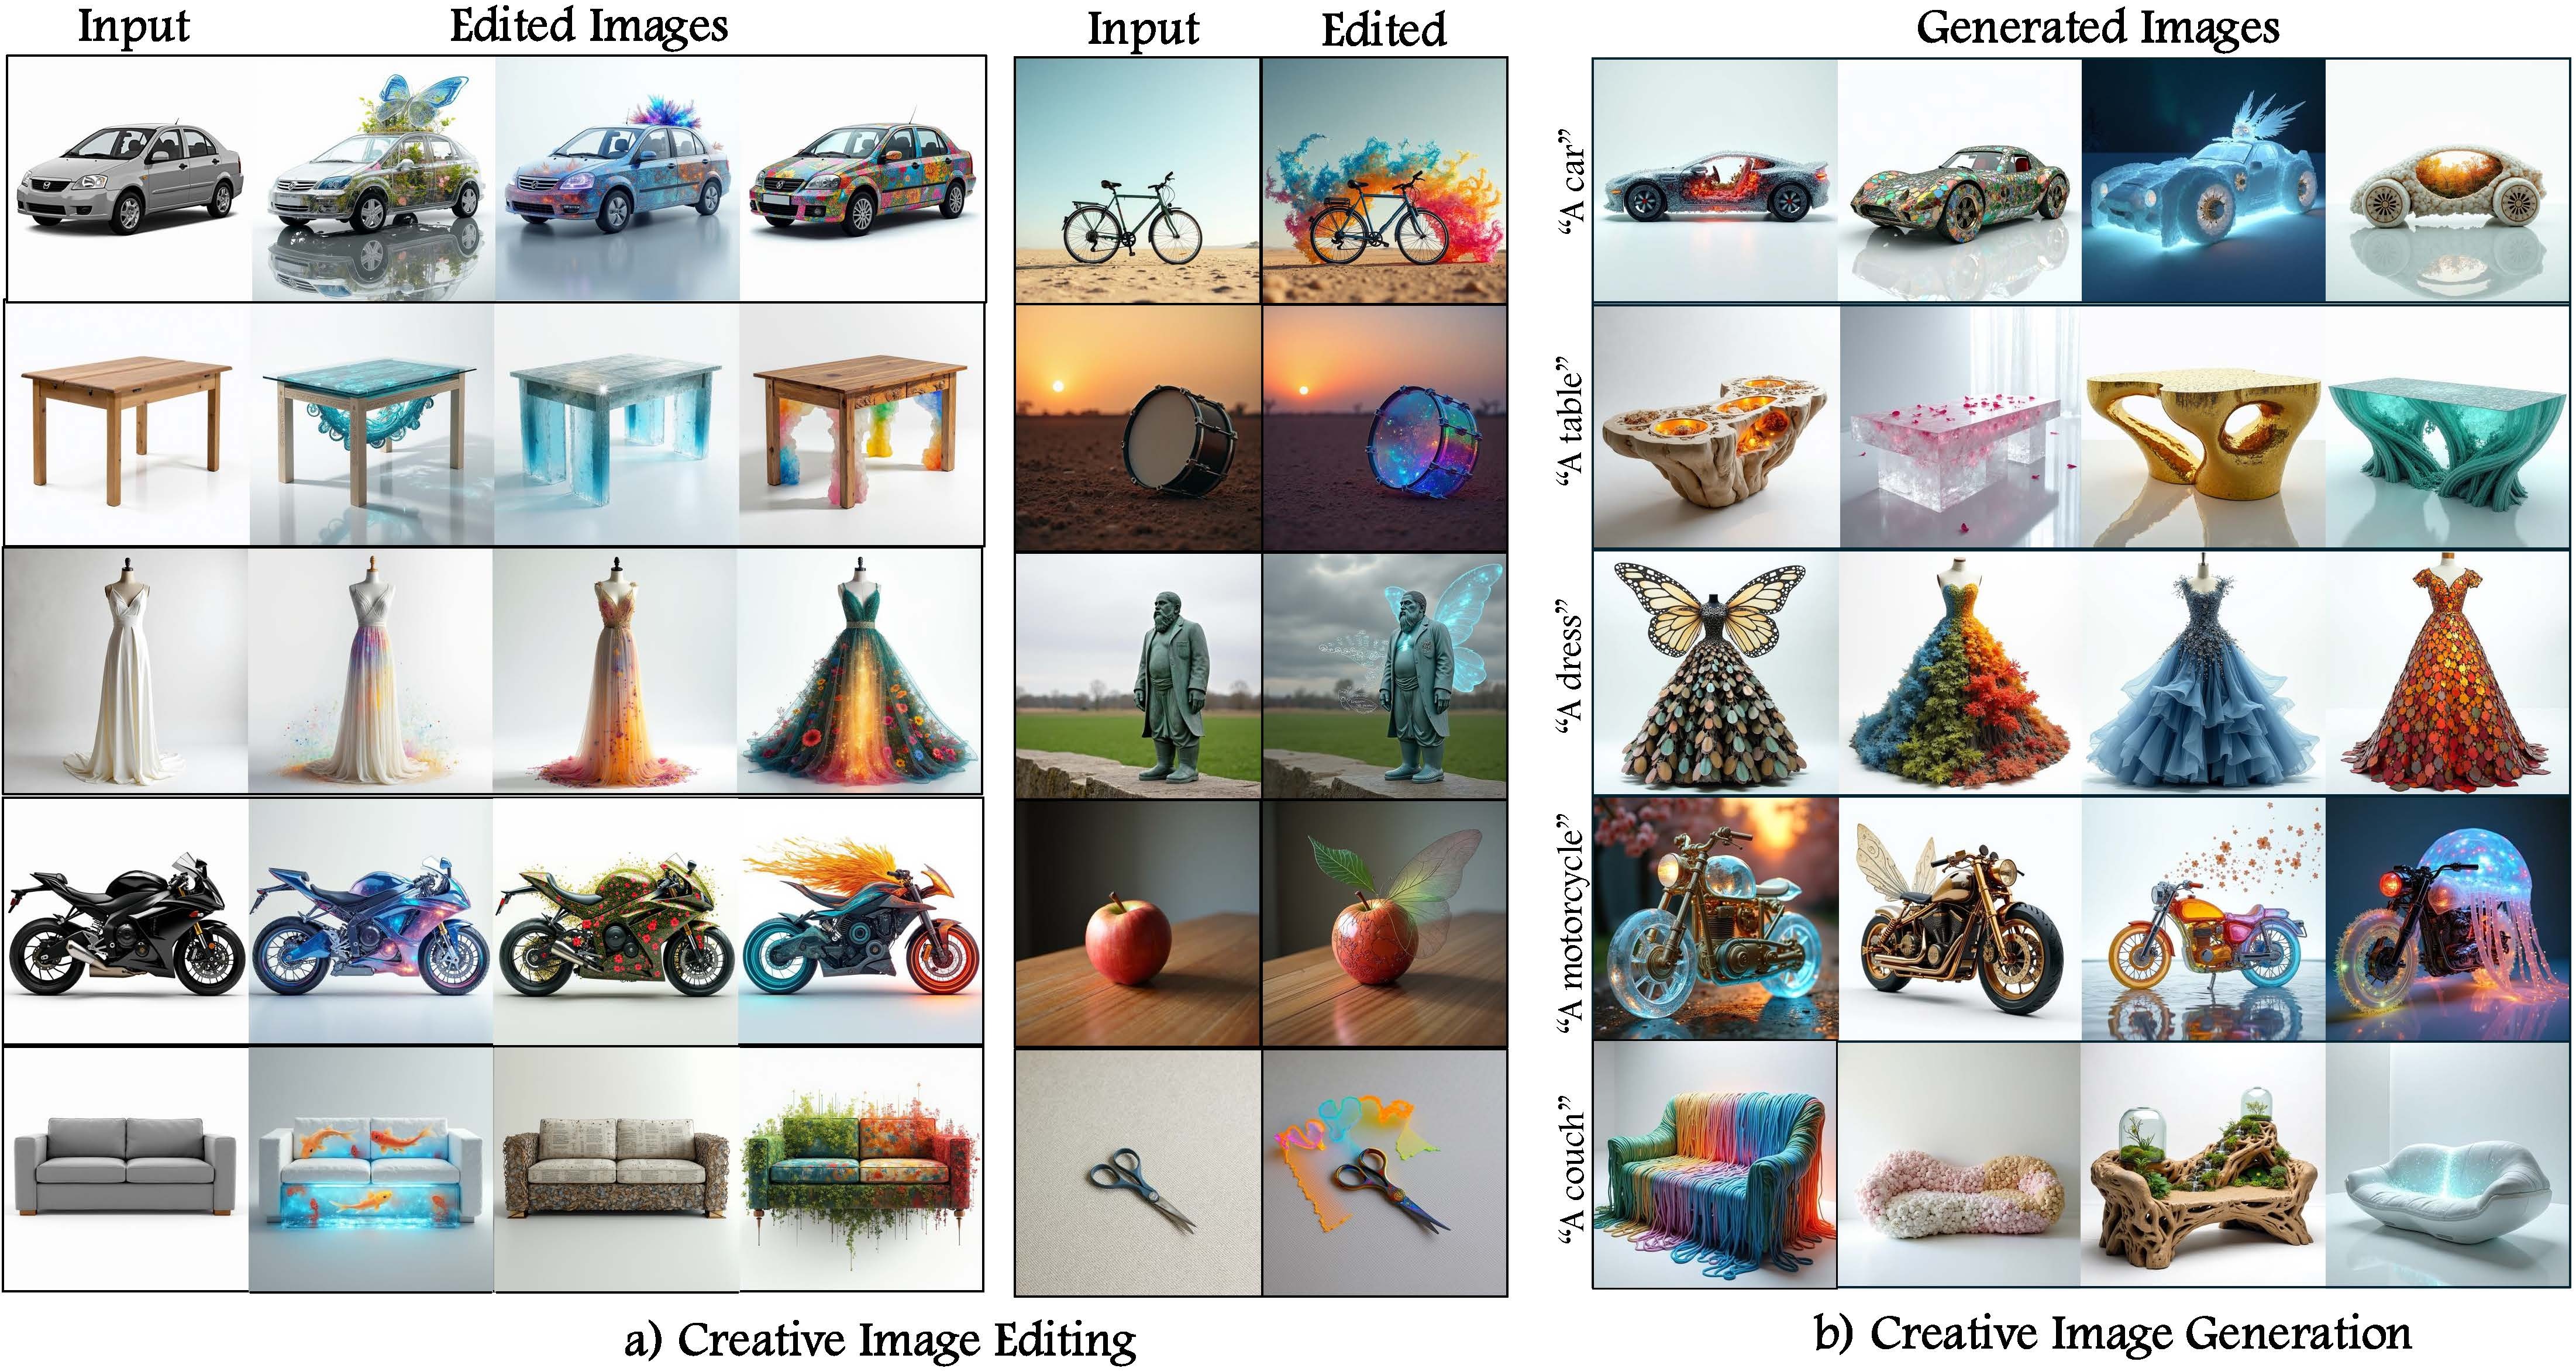 Input
Edited Images
Input
Edited
Generated Images
“A car”
“A table”
“A dress”
“A motorcycle”
“A couch”
a) Creative Image Editing
b) Creative Image Generation